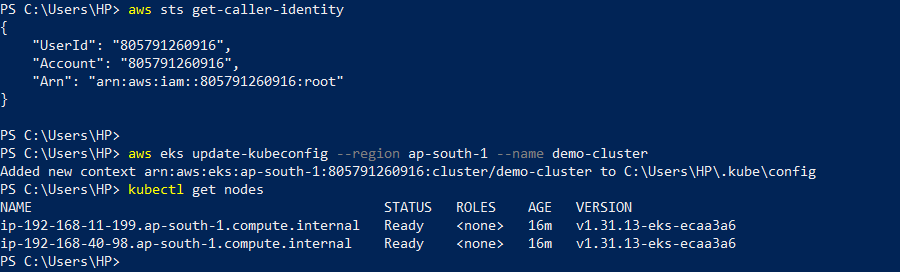 PS C:\Users\HP> aws sts get-caller-identity
{
    "UserId": "805791260916",
    "Account": "805791260916",
    "Arn": "arn:aws:iam::805791260916:root"
}
PS C:\Users\HP>
PS C:\Users\HP> aws eks update-kubeconfig --region ap-south-1 --name demo-cluster
Added new context arn:aws:eks:ap-south-1:805791260916:cluster/demo-cluster to C:\Users\HP\.kube\config
PS C:\Users\HP> kubectl get nodes
NAME                                           STATUS   ROLES    AGE   VERSION
ip-192-168-11-199.ap-south-1.compute.internal   Ready    <none>   16m   v1.31.13-eks-ecaa3a6
ip-192-168-40-98.ap-south-1.compute.internal    Ready    <none>   16m   v1.31.13-eks-ecaa3a6
PS C:\Users\HP>